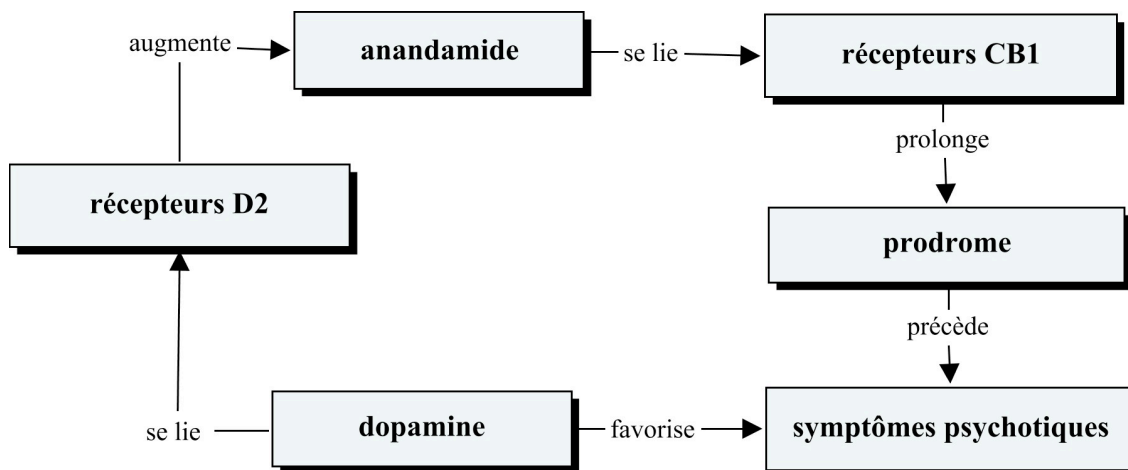 augmente
anandamide
se lie
récepteurs CB1
prolonge
récepteurs D2
prodrome
précède
se lie
dopamine
favorise
symptômes psychotiques